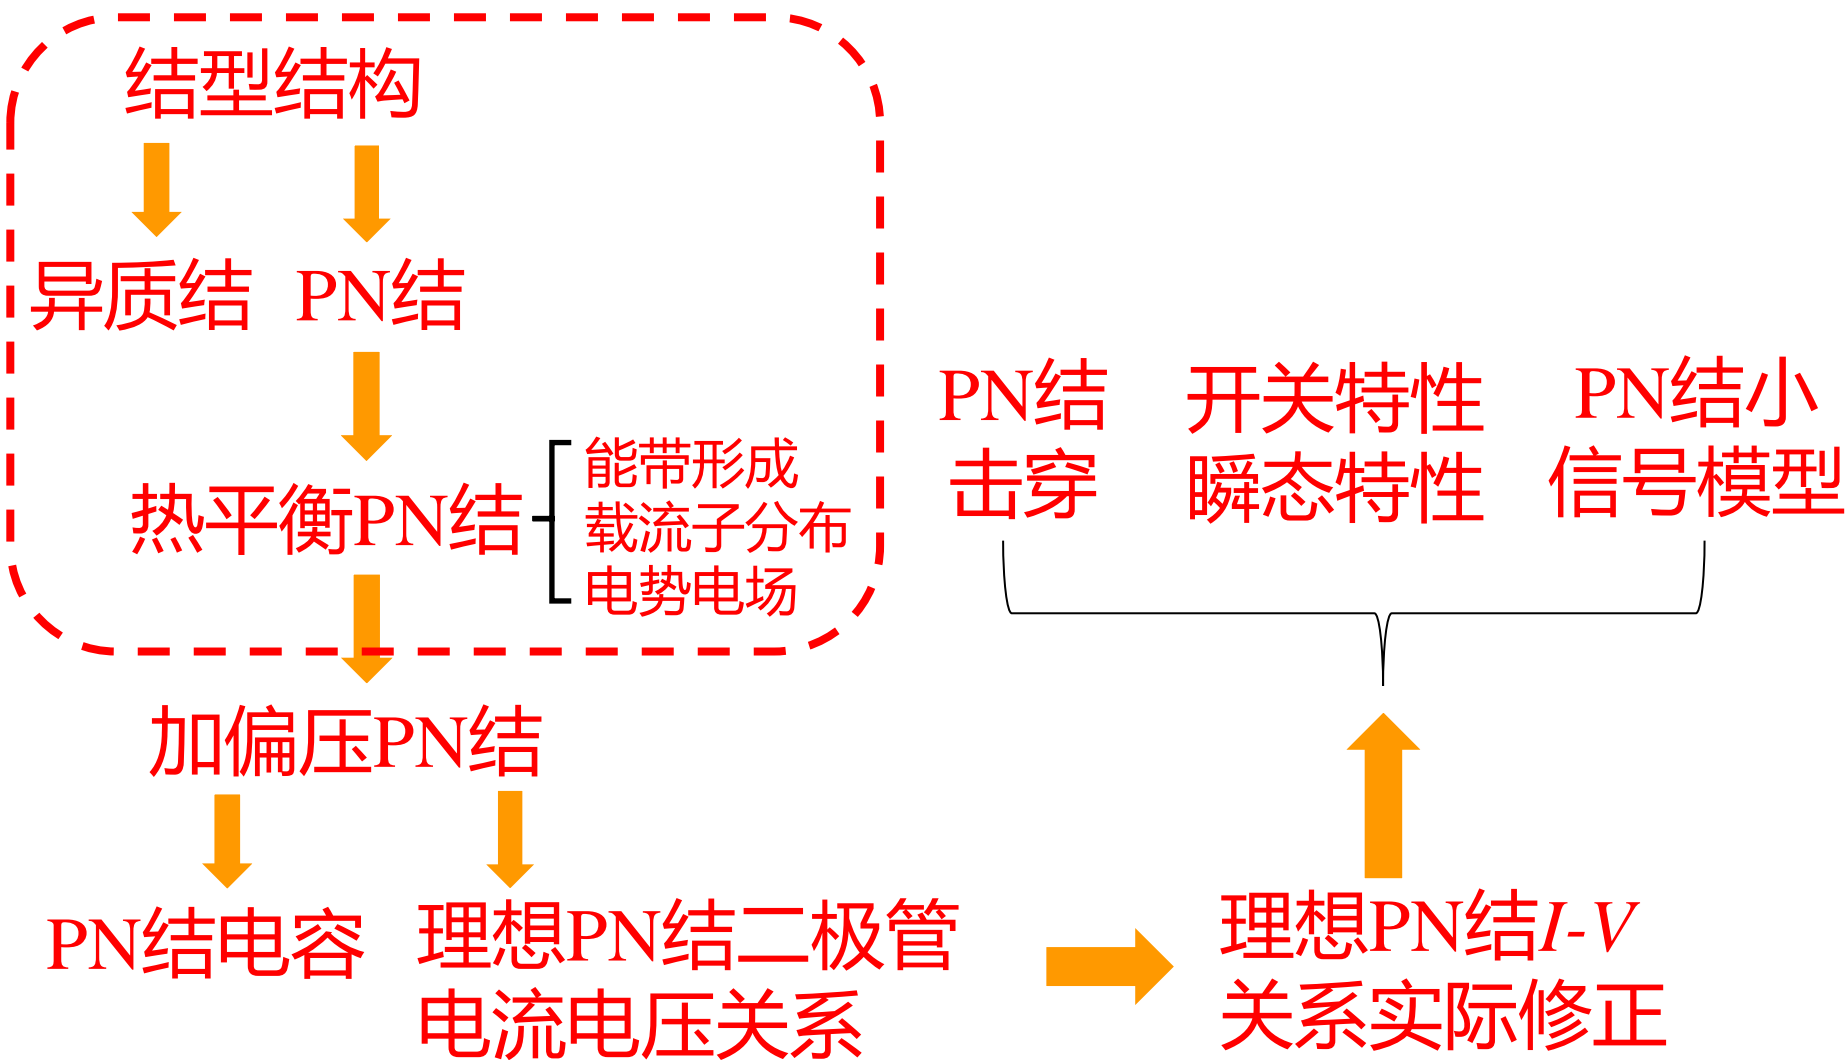 结型结构
异质结
PN结
热平衡PN结
能带形成
载流子分布
电势电场
加偏压PN结
PN结电容
理想PN结二极管
电流电压关系
理想PN结I-V
关系实际修正
PN结
击穿
开关特性
瞬态特性
PN结小
信号模型